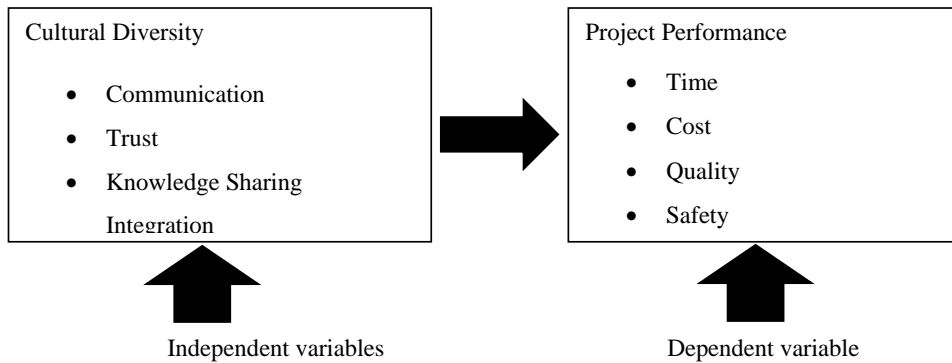 Cultural Diversity
• Communication
• Trust
• Knowledge Sharing
Integration
Project Performance
• Time
• Cost
• Quality
• Safety
Independent variables
Dependent variable